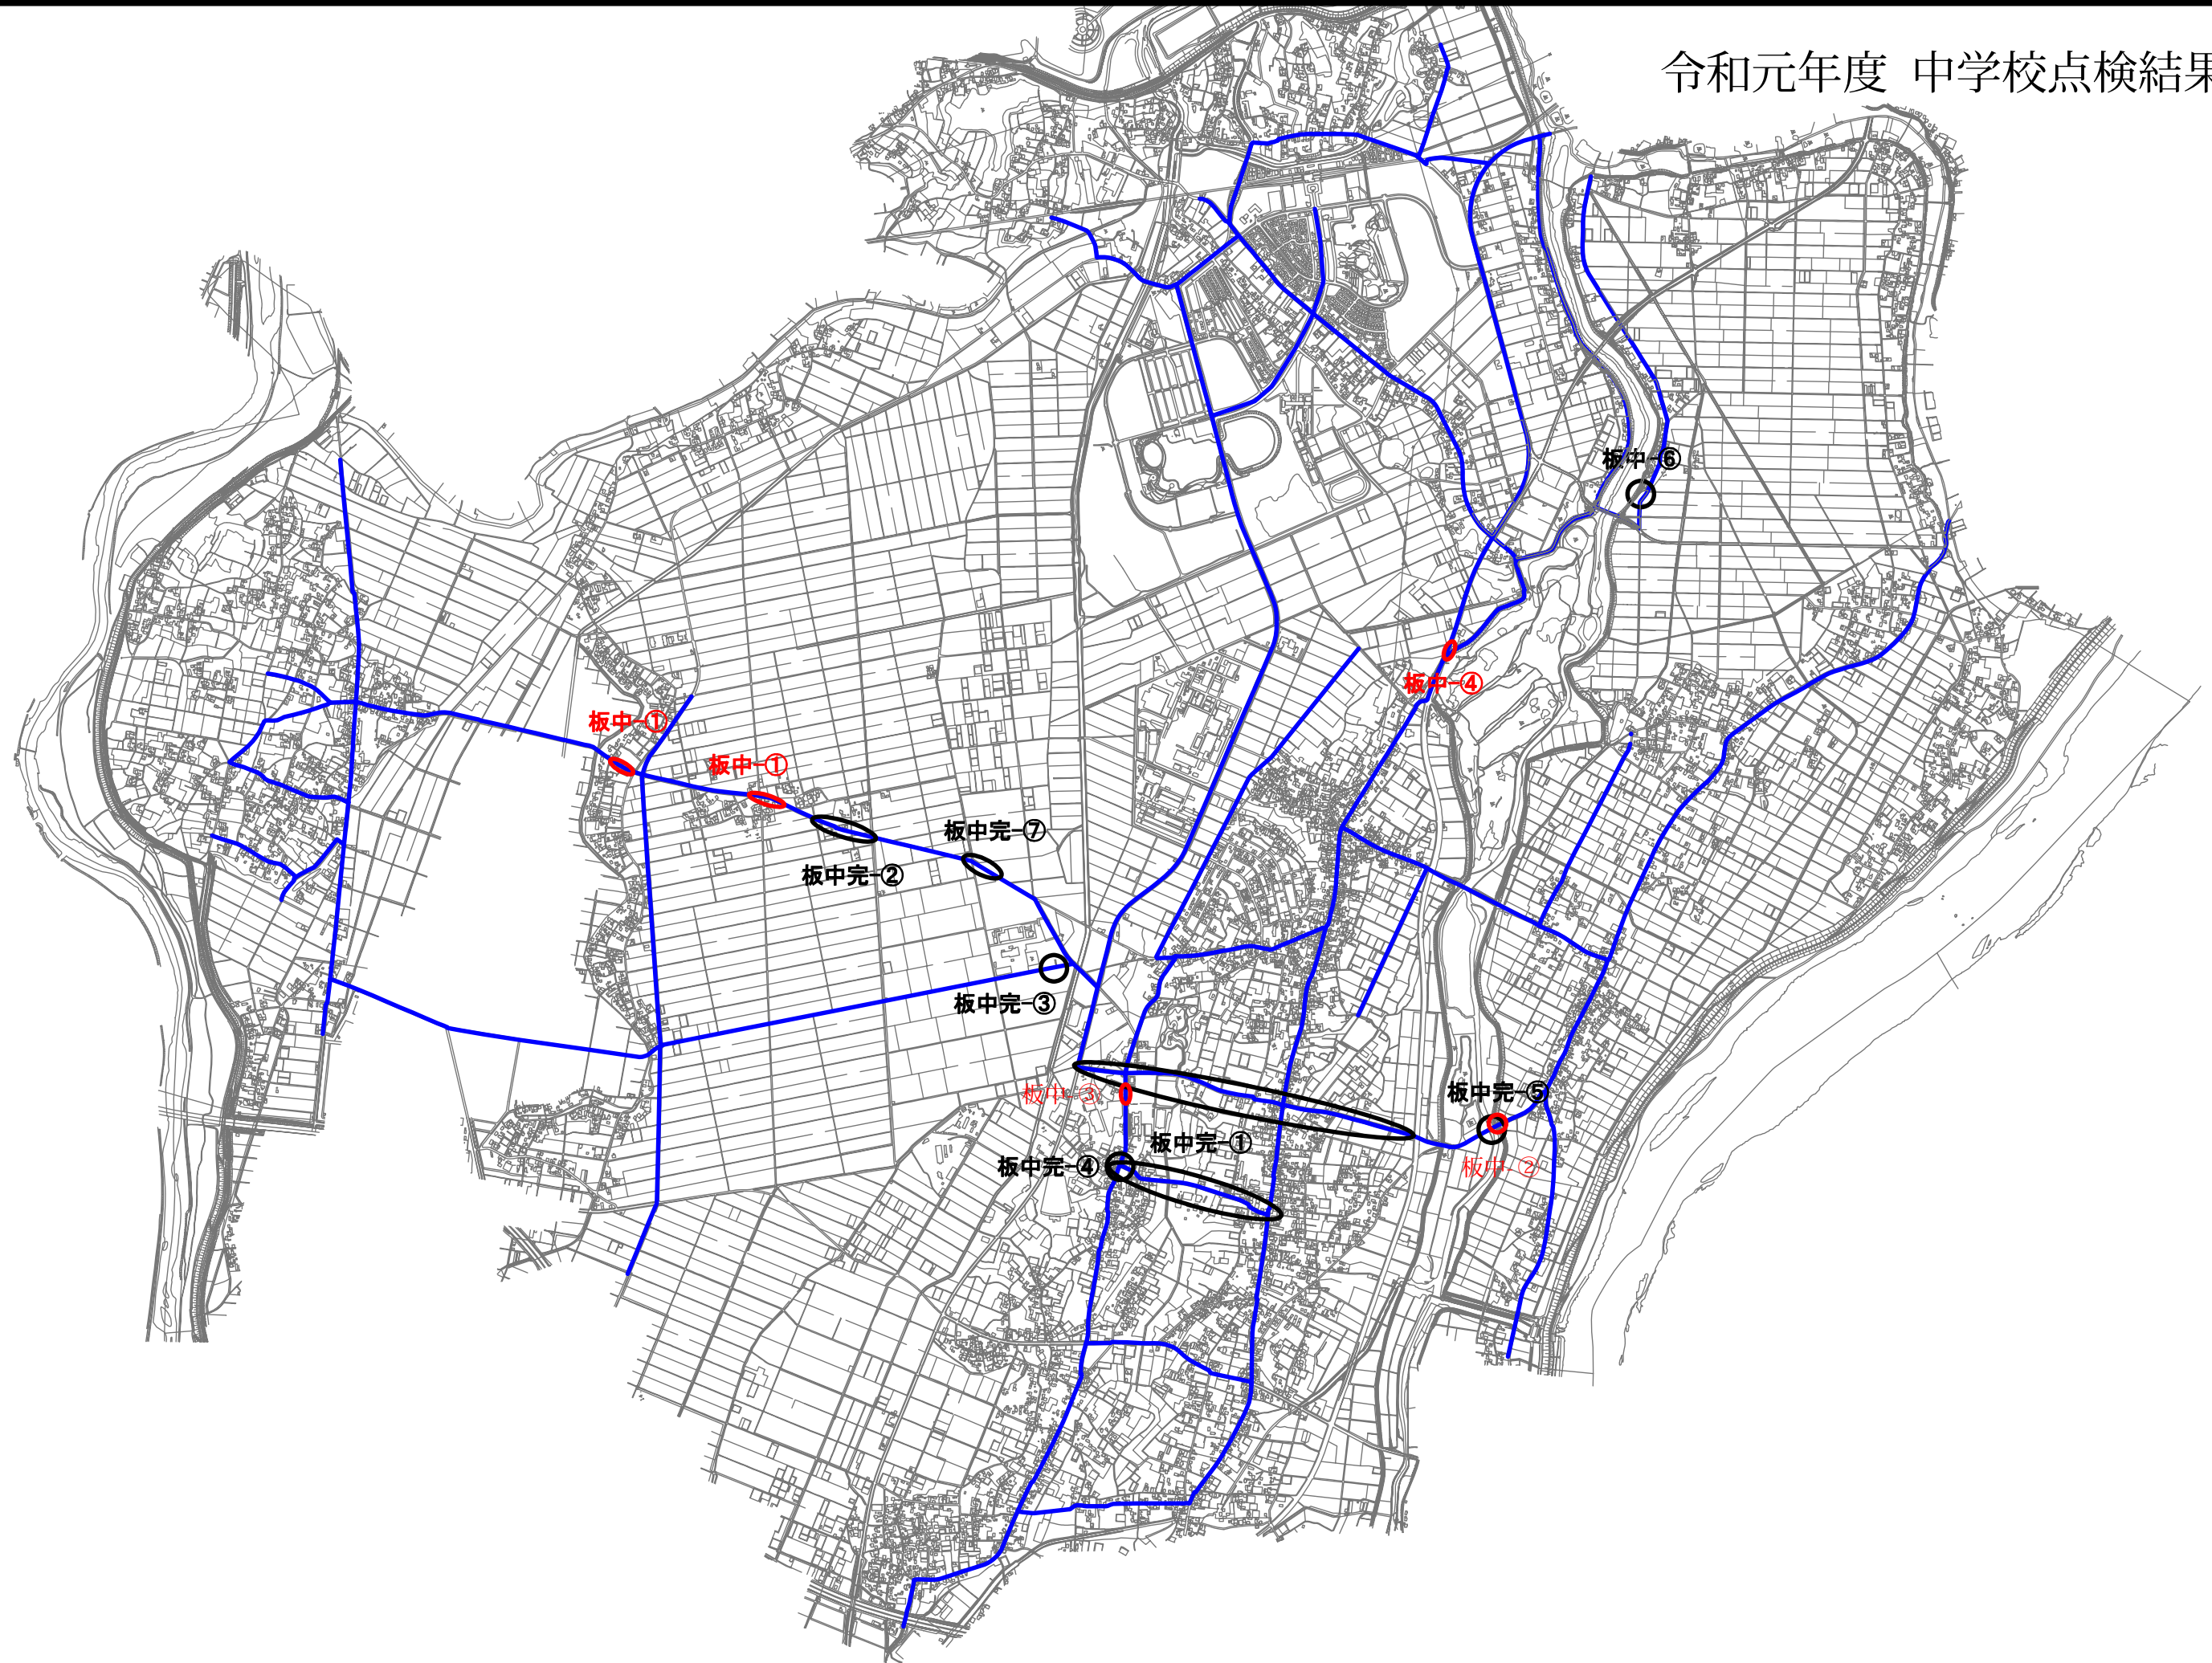 令和元年度 中学校点検結果
板中-⑥
板中-④
板中-①
板中-①
板中完-⑦
板中完-②
板中完-③
板中-③
板中完-⑤
板中完-①
板中完-④
板中-②